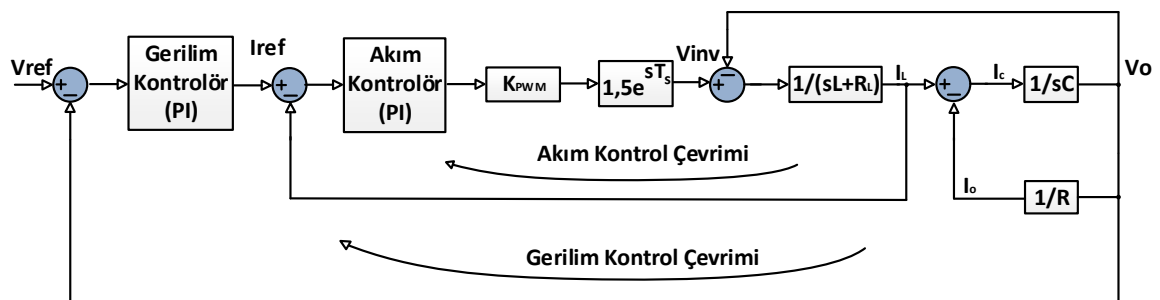 Vref
+
-
Gerilim
Kontrolör
(PI)
Iref
+
-
Akım
Kontrolör
(PI)
KPWM
1,5e^sTs
Vinv
-
+
1/(sL+RL)
IL
+
-
Ic
1/sC
Vo
Akım Kontrol Çevrimi
Io
1/R
Gerilim Kontrol Çevrimi